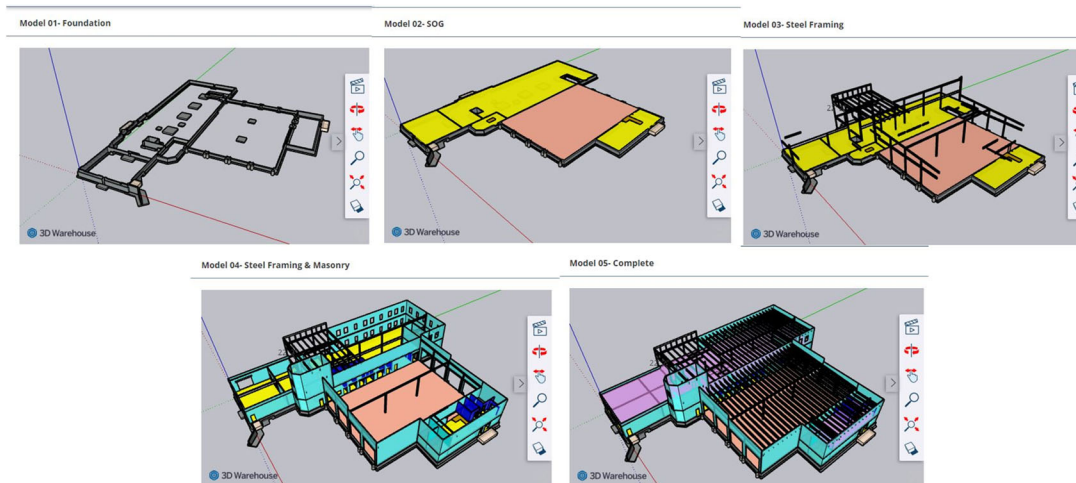 Model 01- Foundation
Model 02- SOG
Model 03- Steel Framing
3D Warehouse
3D Warehouse
3D Warehouse
Model 04- Steel Framing & Masonry
Model 05- Complete
3D Warehouse
3D Warehouse